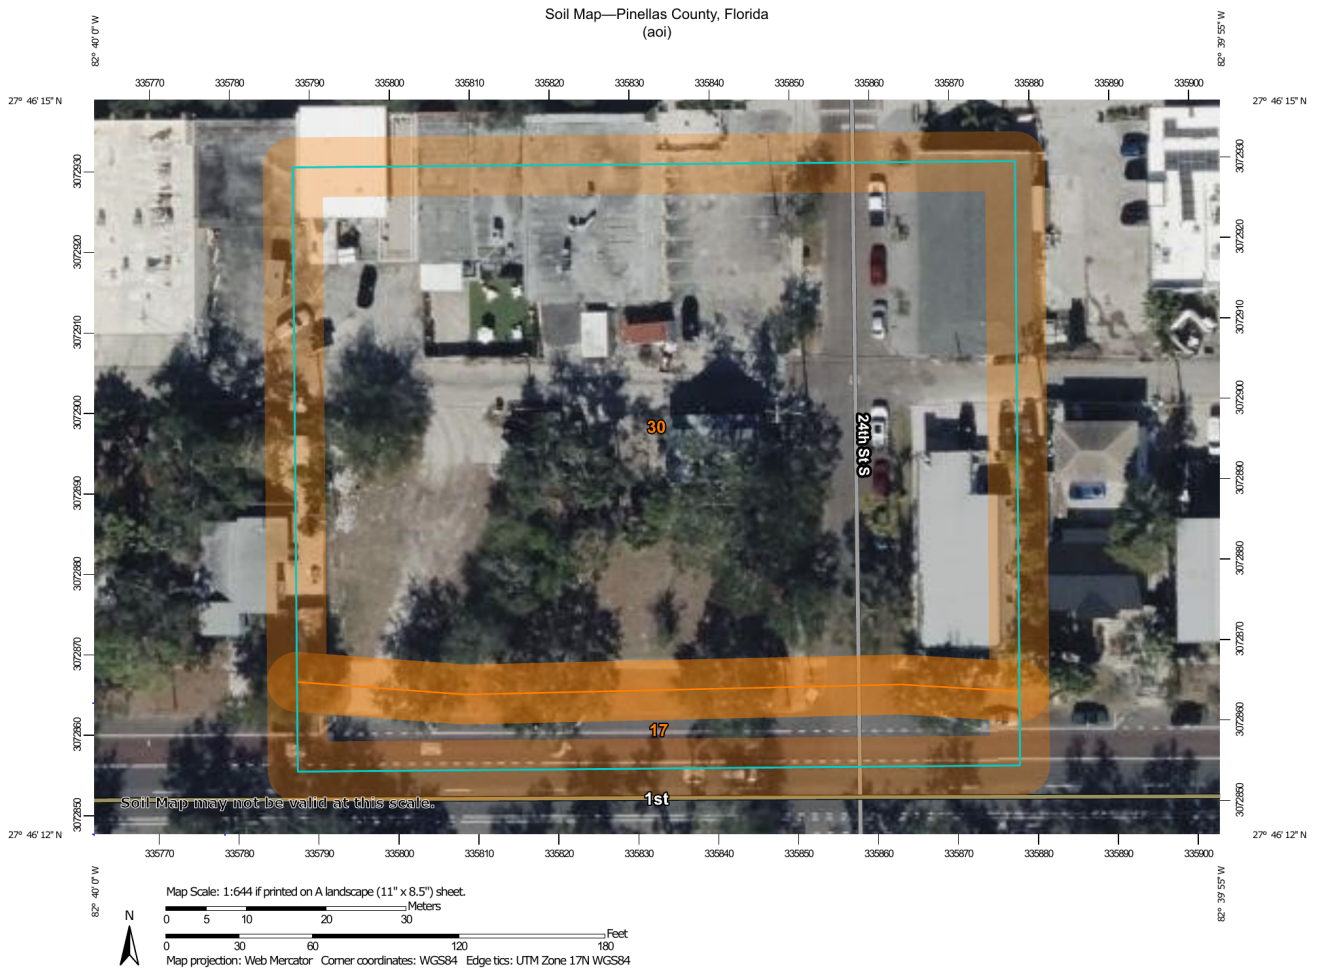 Soil Map—Pinellas County, Florida
(aoi)
82° 40' 0" W
82° 39' 55" W
335770 335780 335790 335800 335810 335820 335830 335840 335850 335860 335870 335880 335890 335900
27° 46' 15" N
27° 46' 15" N
3072930
3072920
3072910
3072900
3072890
3072880
3072870
3072860
3072850
30
24th St S
17
1st
Soil Map may not be valid at this scale.
3072930
3072920
3072910
3072900
3072890
3072880
3072870
3072860
3072850
27° 46' 12" N
27° 46' 12" N
335770 335780 335790 335800 335810 335820 335830 335840 335850 335860 335870 335880 335890 335900
82° 40' 0" W
82° 39' 55" W
N
Map Scale: 1:644 if printed on A landscape (11" x 8.5") sheet.
Meters
0 5 10 20 30
Feet
0 30 60 120 180
Map projection: Web Mercator Corner coordinates: WGS84 Edge tics: UTM Zone 17N WGS84